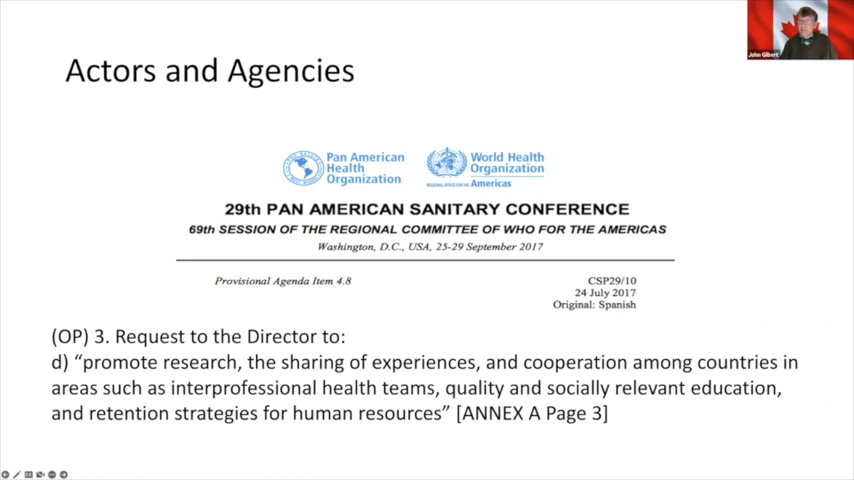 John Gilbert
Actors and Agencies
Pan American
Health
Organization
World Health
Organization
REGIONAL OFFICE FOR THE Americas
29th PAN AMERICAN SANITARY CONFERENCE
69th SESSION OF THE REGIONAL COMMITTEE OF WHO FOR THE AMERICAS
Washington, D.C., USA, 25-29 September 2017
Provisional Agenda Item 4.8
CSP29/10
24 July 2017
Original: Spanish
(OP) 3. Request to the Director to:
d) “promote research, the sharing of experiences, and cooperation among countries in
areas such as interprofessional health teams, quality and socially relevant education,
and retention strategies for human resources” [ANNEX A Page 3]